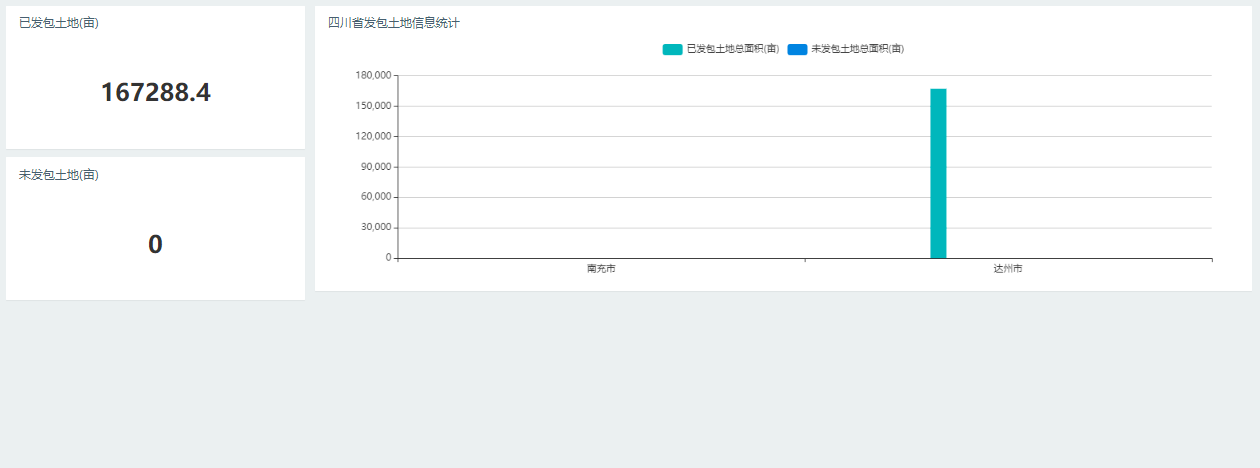 已发包土地(亩)
167288.4
未发包土地(亩)
0
四川省发包土地信息统计
已发包土地总面积(亩) 未发包土地总面积(亩)
180,000
150,000
120,000
90,000
60,000
30,000
0
南充市 达州市